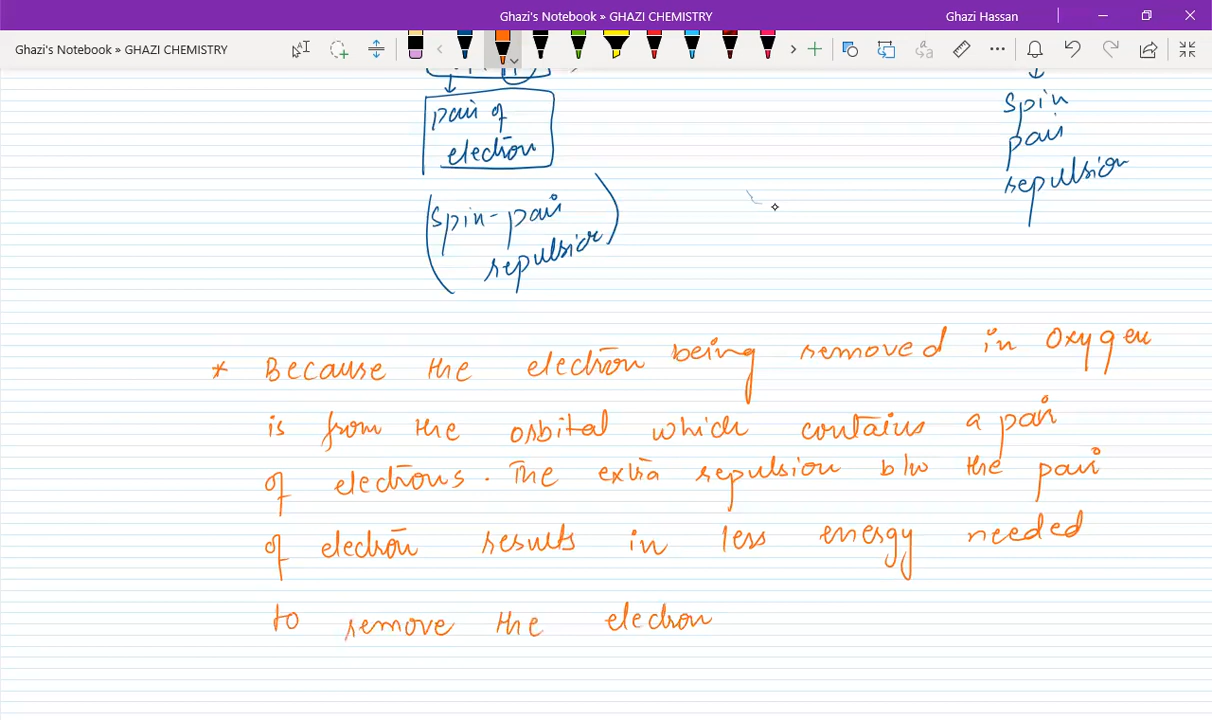 Ghazi's Notebook » GHAZI CHEMISTRY
Ghazi Hassan
Ghazi's Notebook » GHAZI CHEMISTRY
pair of
electron
(spin-pair
repulsion)
spin
pair
repulsion
* Because the electron being removed in Oxygen
is from the orbital which contains a pair
of electrons. The extra repulsion b/w the pair
of electron results in less energy needed
to remove the electron